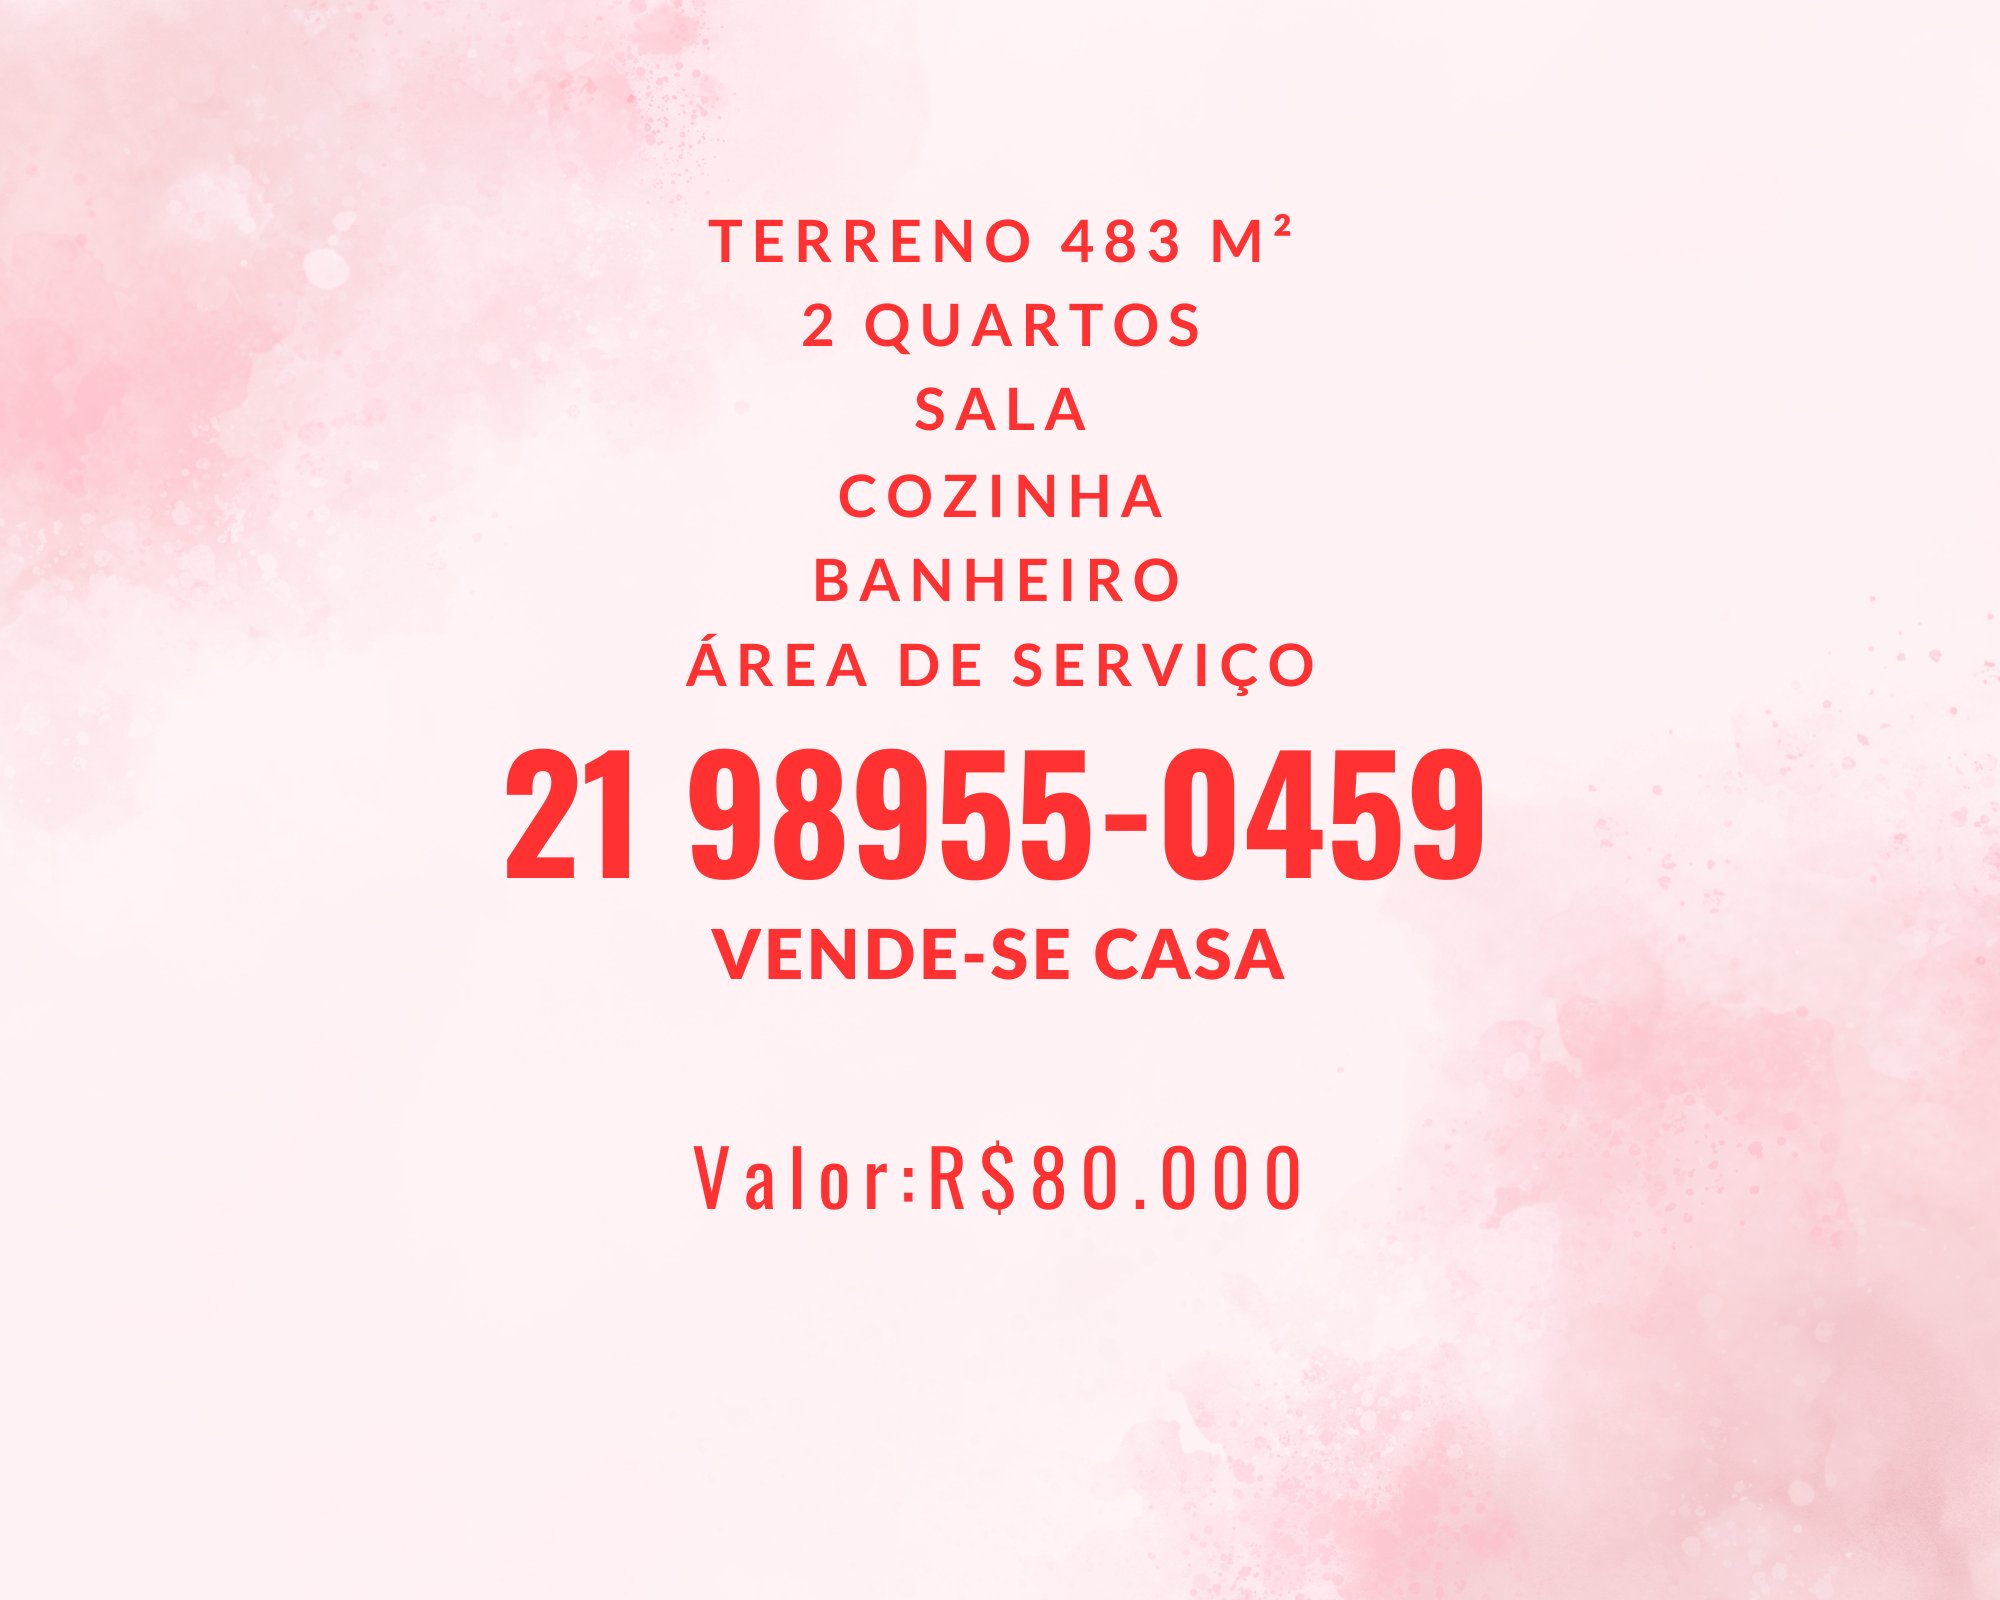 TERRENO 483 M²
2 QUARTOS
SALA
COZINHA
BANHEIRO
ÁREA DE SERVIÇO
21 98955-0459
VENDE-SE CASA
Valor:R$80.000